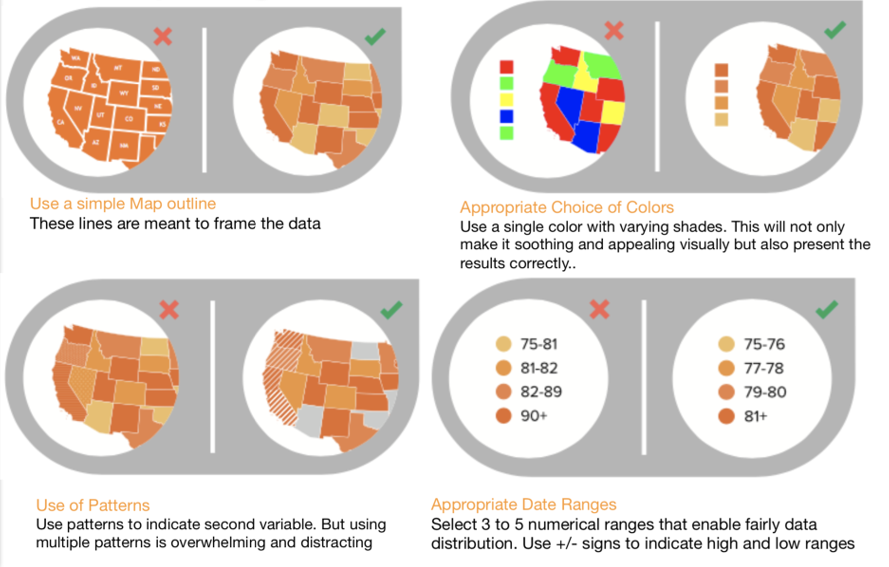 WA
MT
ND
OR
ID
SD
WY
NE
NV
UT
CO
KS
CA
AZ
NM
Use a simple Map outline
These lines are meant to frame the data
Appropriate Choice of Colors
Use a single color with varying shades. This will not only
make it soothing and appealing visually but also present the
results correctly..
Use of Patterns
Use patterns to indicate second variable. But using
multiple patterns is overwhelming and distracting
75-81
81-82
82-89
90+
75-76
77-78
79-80
81+
Appropriate Date Ranges
Select 3 to 5 numerical ranges that enable fairly data
distribution. Use +/- signs to indicate high and low ranges